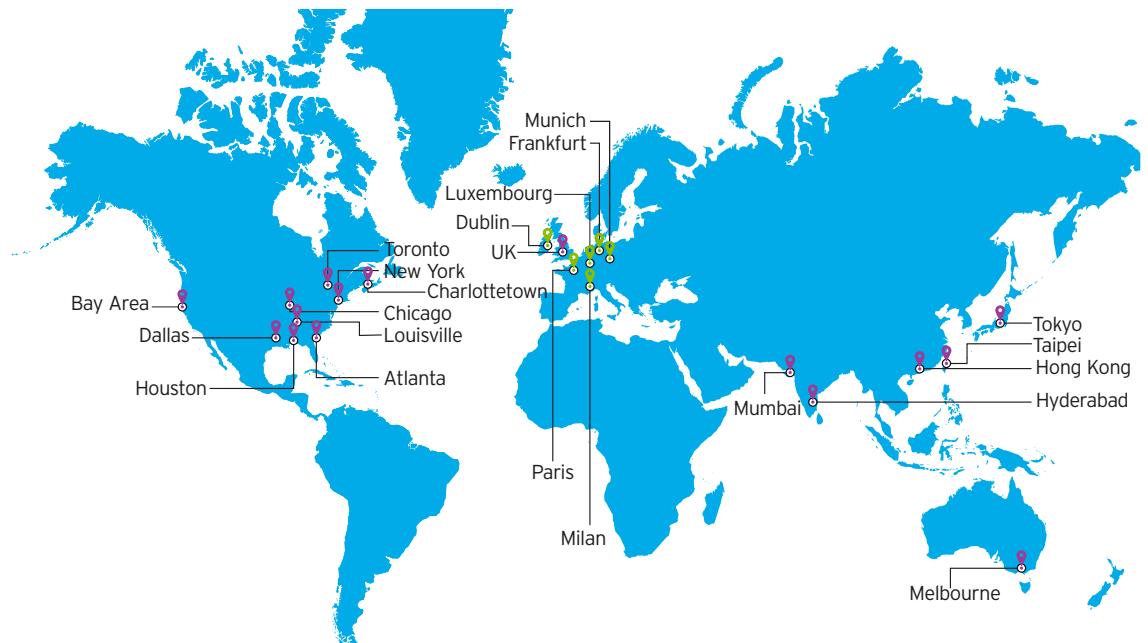 Munich
Frankfurt
Luxembourg
Dublin
UK
Toronto
New York
Charlottetown
Bay Area
Chicago
Dallas
Louisville
Houston
Atlanta
Tokyo
Taipei
Hong Kong
Mumbai
Hyderabad
Paris
Milan
Melbourne